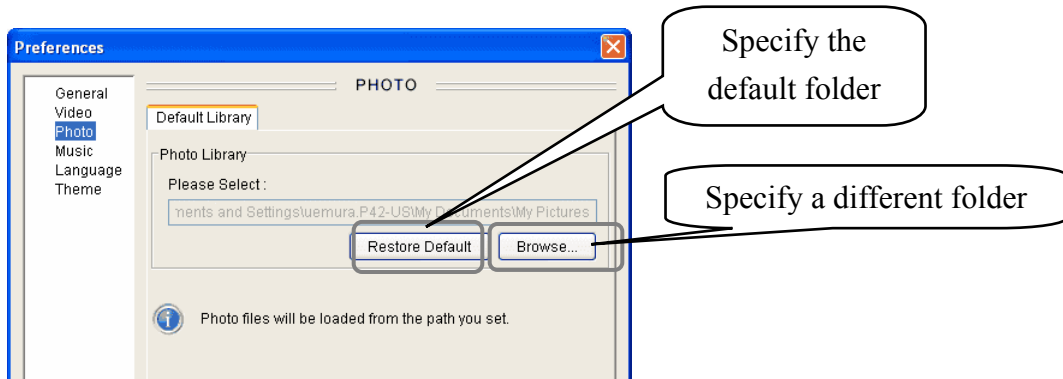 Preferences
General
Video
Photo
Music
Language
Theme
PHOTO
Default Library
Photo Library
Please Select :
ments and Settings\uemura.P42-US\My Documents\My Pictures
Restore Default
Browse...
Photo files will be loaded from the path you set.
Specify the
default folder
Specify a different folder